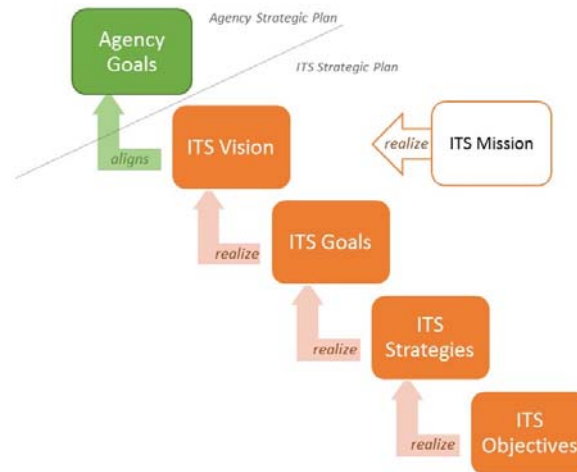 Agency Strategic Plan
Agency
Goals
ITS Strategic Plan
aligns
ITS Vision
realize
ITS Mission
realize
ITS Goals
realize
ITS
Strategies
realize
ITS
Objectives